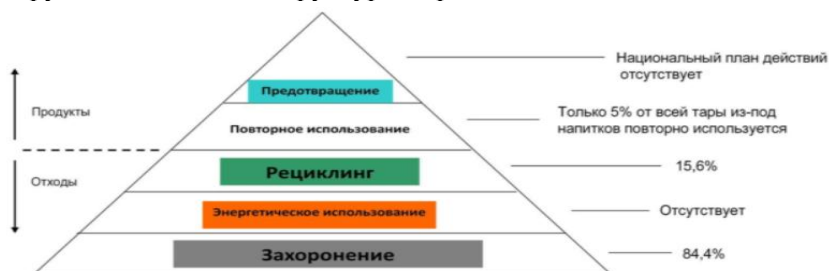 Национальный план действий
отсутствует
Предотвращение
Продукты
Повторное использование
Только 5% от всей тары из-под
напитков повторно используется
Рециклинг
15,6%
Отходы
Энергетическое использование
Отсутствует
Захоронение
84,4%